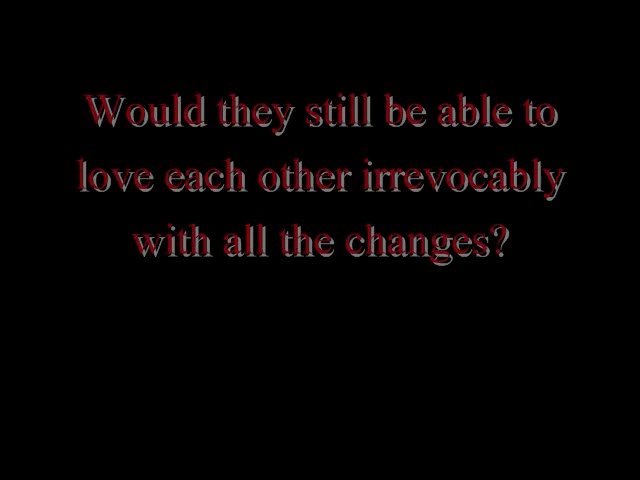 Would they still be able to
love each other irrevocably
with all the changes?